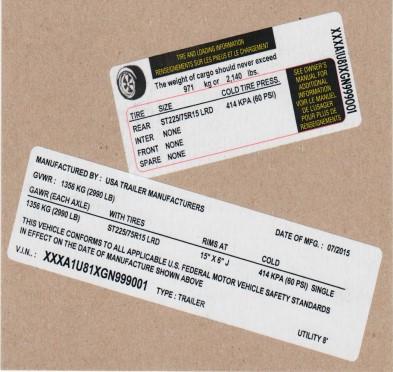 TIRE AND LOADING INFORMATION
RENSEIGNEMENTS SUR LES PNEUS ET LE CHARGEMENT
The weight of cargo should never exceed
971 kg or 2,140 lbs.
TIRE SIZE COLD TIRE PRESS.
REAR ST225/75R15 LRD 414 KPA (60 PSI)
INTER NONE
FRONT NONE
SPARE NONE
SEE OWNER'S
MANUAL FOR
ADDITIONAL
INFORMATION
VOIR LE MANUEL
DE L'USAGER
POUR PLUS DE
RENSEIGNEMENTS
XXXA1U81XGN999001
MANUFACTURED BY : USA TRAILER MANUFACTURERS DATE OF MFG. : 07/2015
GVWR : 1356 KG (2990 LB)
GAWR (EACH AXLE) WITH TIRES RIMS AT COLD
1356 KG (2990 LB) ST225/75R15 LRD 15" X 6" J 414 KPA (60 PSI) SINGLE
THIS VEHICLE CONFORMS TO ALL APPLICABLE U.S. FEDERAL MOTOR VEHICLE SAFETY STANDARDS
IN EFFECT ON THE DATE OF MANUFACTURE SHOWN ABOVE
V.I.N.. : XXXA1U81XGN999001 TYPE : TRAILER UTILITY 8'